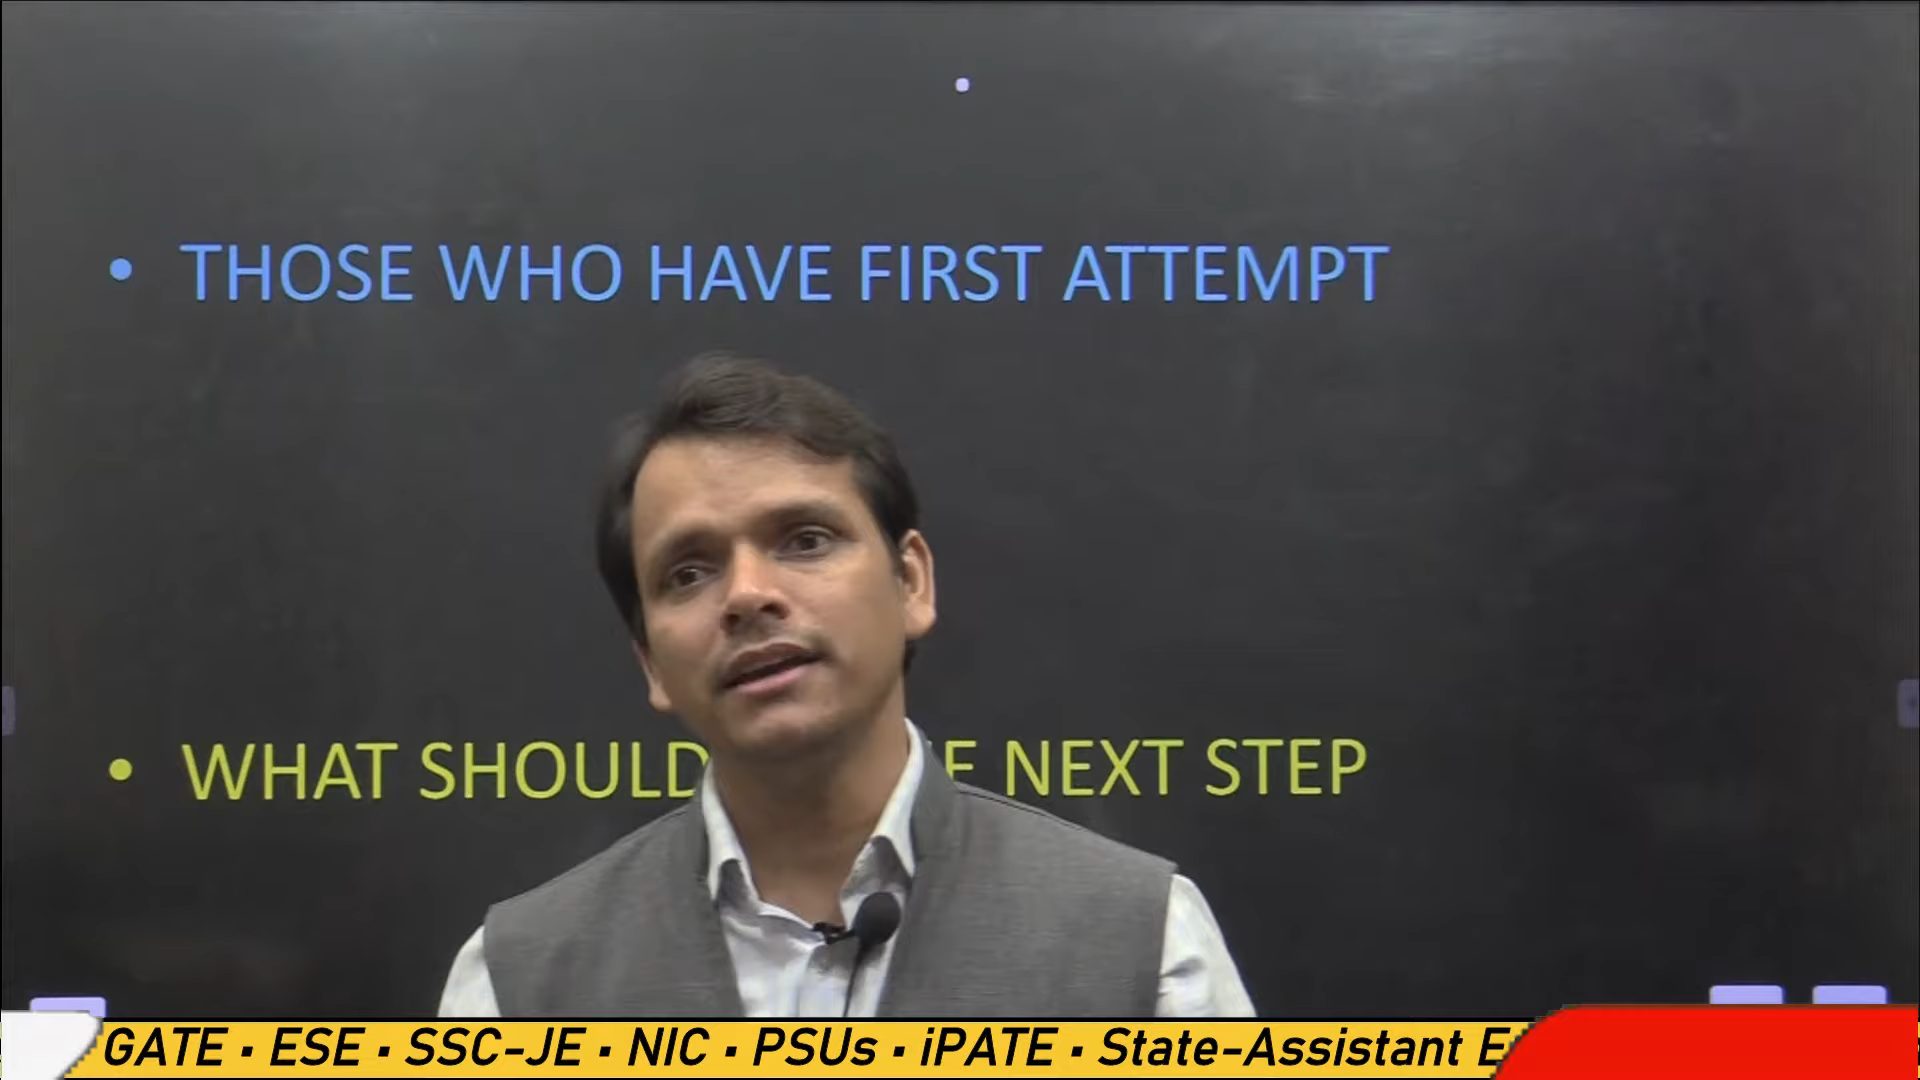 • THOSE WHO HAVE FIRST ATTEMPT
• WHAT SHOULD NEXT STEP
GATE • ESE • SSC-JE • NIC • PSUs • iPATE • State-Assistant